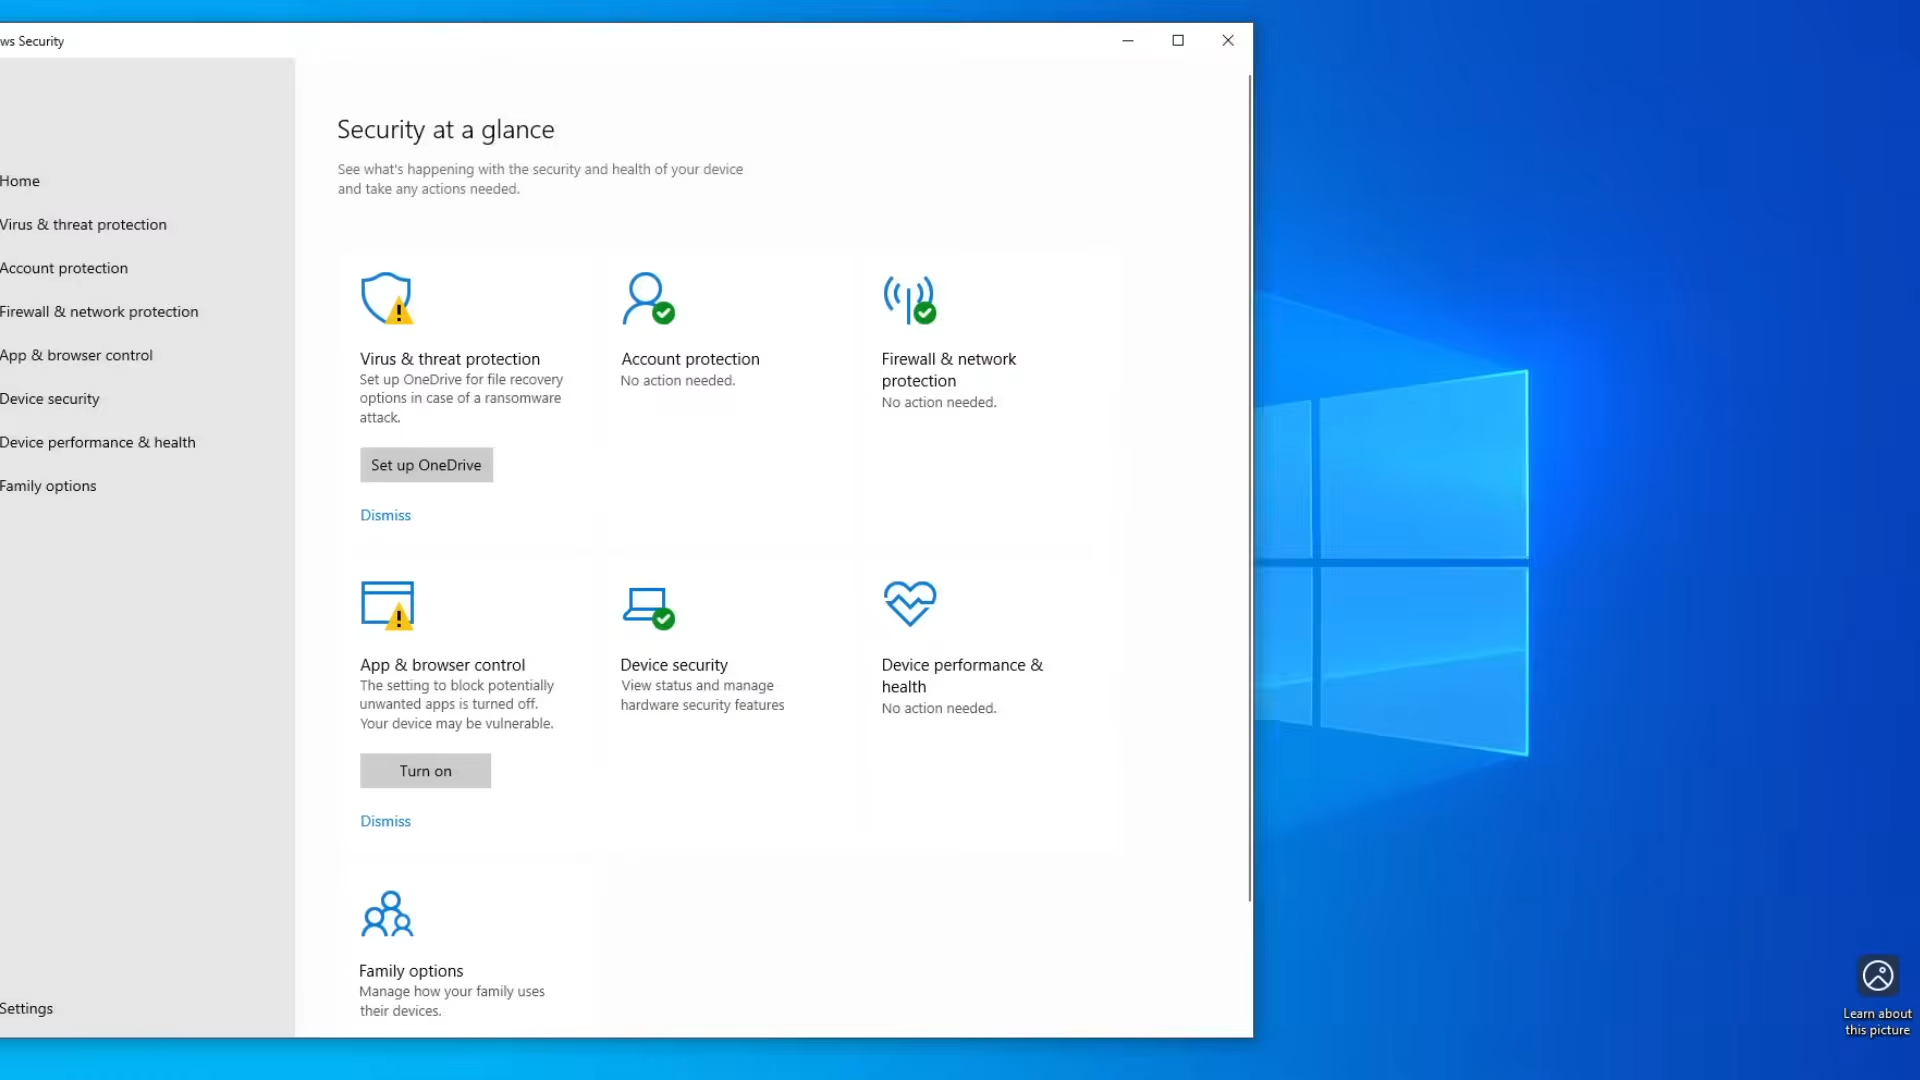 ws Security
Home
Virus & threat protection
Account protection
Firewall & network protection
App & browser control
Device security
Device performance & health
Family options
Settings
Security at a glance
See what's happening with the security and health of your device
and take any actions needed.
Virus & threat protection
Set up OneDrive for file recovery
options in case of a ransomware
attack.
Set up OneDrive
Dismiss
Account protection
No action needed.
Firewall & network
protection
No action needed.
App & browser control
The setting to block potentially
unwanted apps is turned off.
Your device may be vulnerable.
Turn on
Dismiss
Device security
View status and manage
hardware security features
Device performance &
health
No action needed.
Family options
Manage how your family uses
their devices.
Learn about
this picture